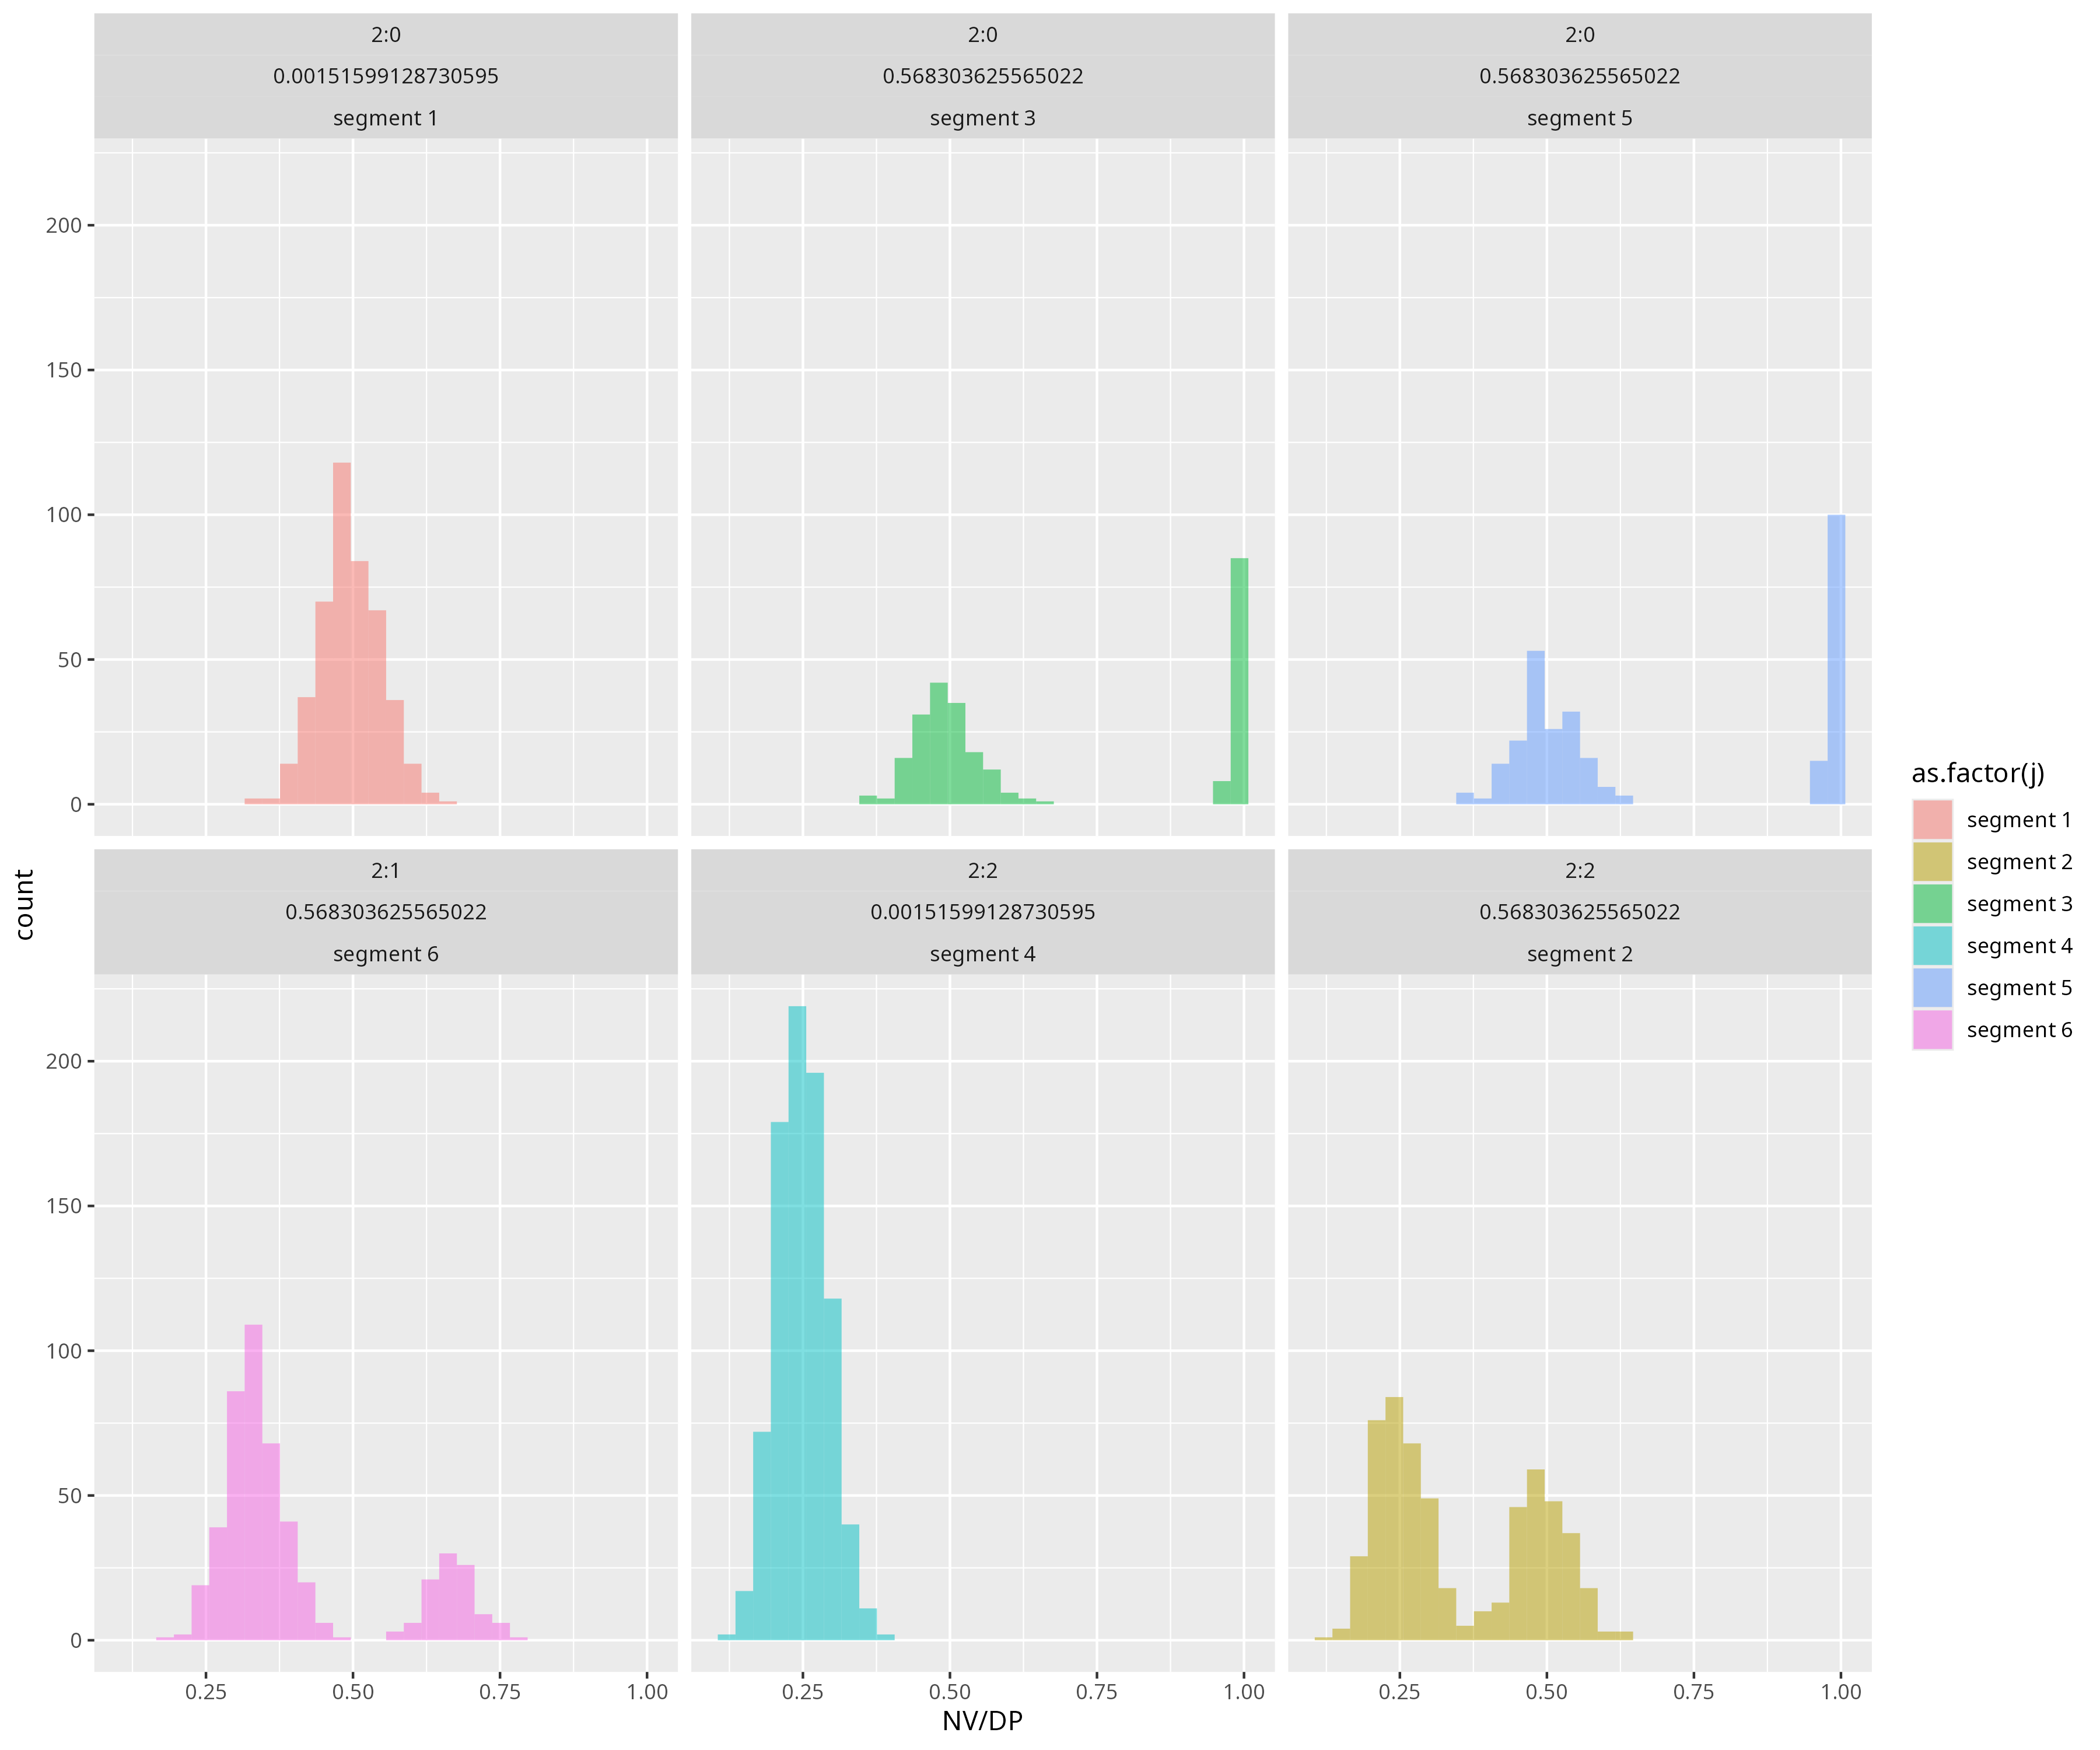 2:0
0.00151599128730595
segment 1
2:0
0.568303625565022
segment 3
2:0
0.568303625565022
segment 5
200
150
100
50
0
2:1
0.568303625565022
segment 6
2:2
0.00151599128730595
segment 4
2:2
0.568303625565022
segment 2
200
150
100
50
0
0.25 0.50 0.75 1.00
0.25 0.50 0.75 1.00
0.25 0.50 0.75 1.00
NV/DP
count
as.factor(j)
segment 1
segment 2
segment 3
segment 4
segment 5
segment 6